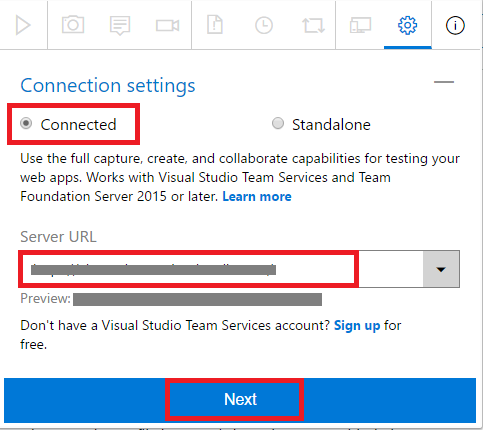 Connection settings
Connected
Standalone
Use the full capture, create, and collaborate capabilities for testing your
web apps. Works with Visual Studio Team Services and Team
Foundation Server 2015 or later. Learn more
Server URL
Preview:
Don't have a Visual Studio Team Services account? Sign up for
free.
Next